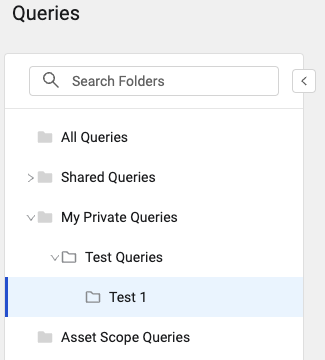 Queries
Search Folders
All Queries
Shared Queries
My Private Queries
Test Queries
Test 1
Asset Scope Queries